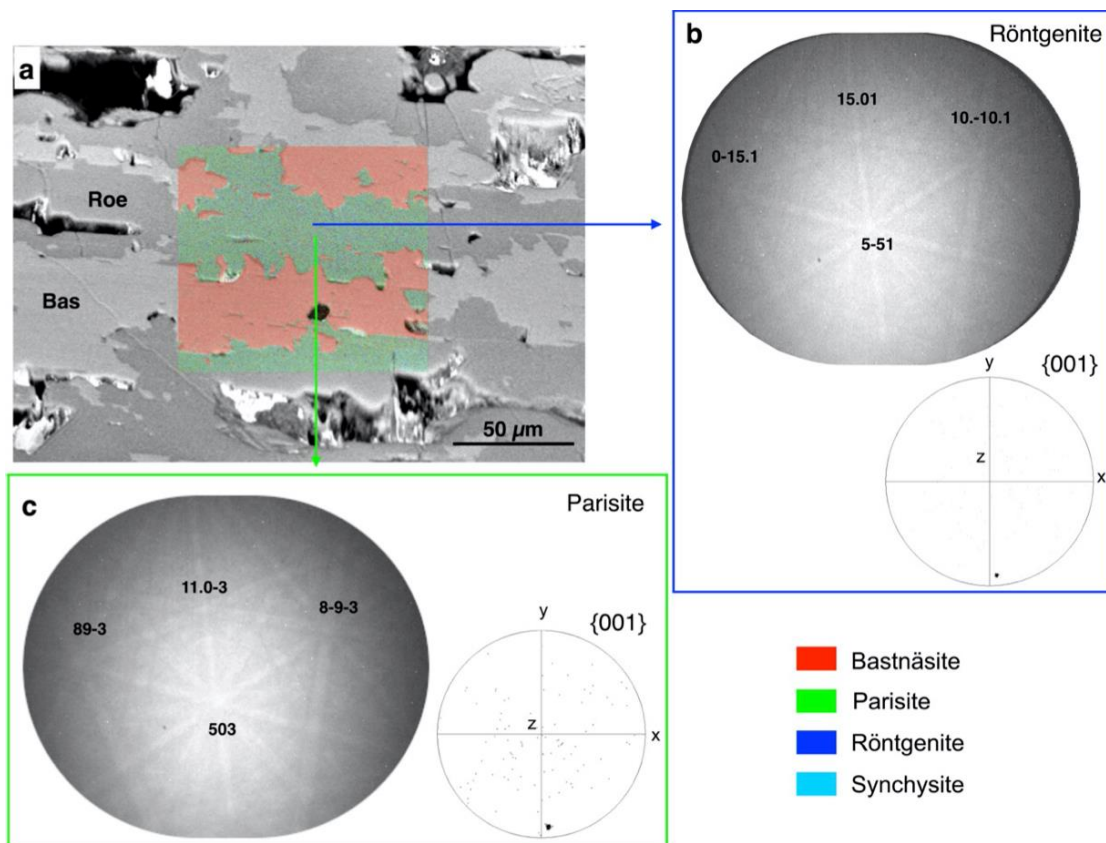 a
Roe
Bas
50 µm
b
Röntgenite
15.01
10.-10.1
0-15.1
5-51
{001}
y
z
x
c
Parisite
11.0-3
8-9-3
89-3
503
{001}
y
z
x
Bastnäsite
Parisite
Röntgenite
Synchysite